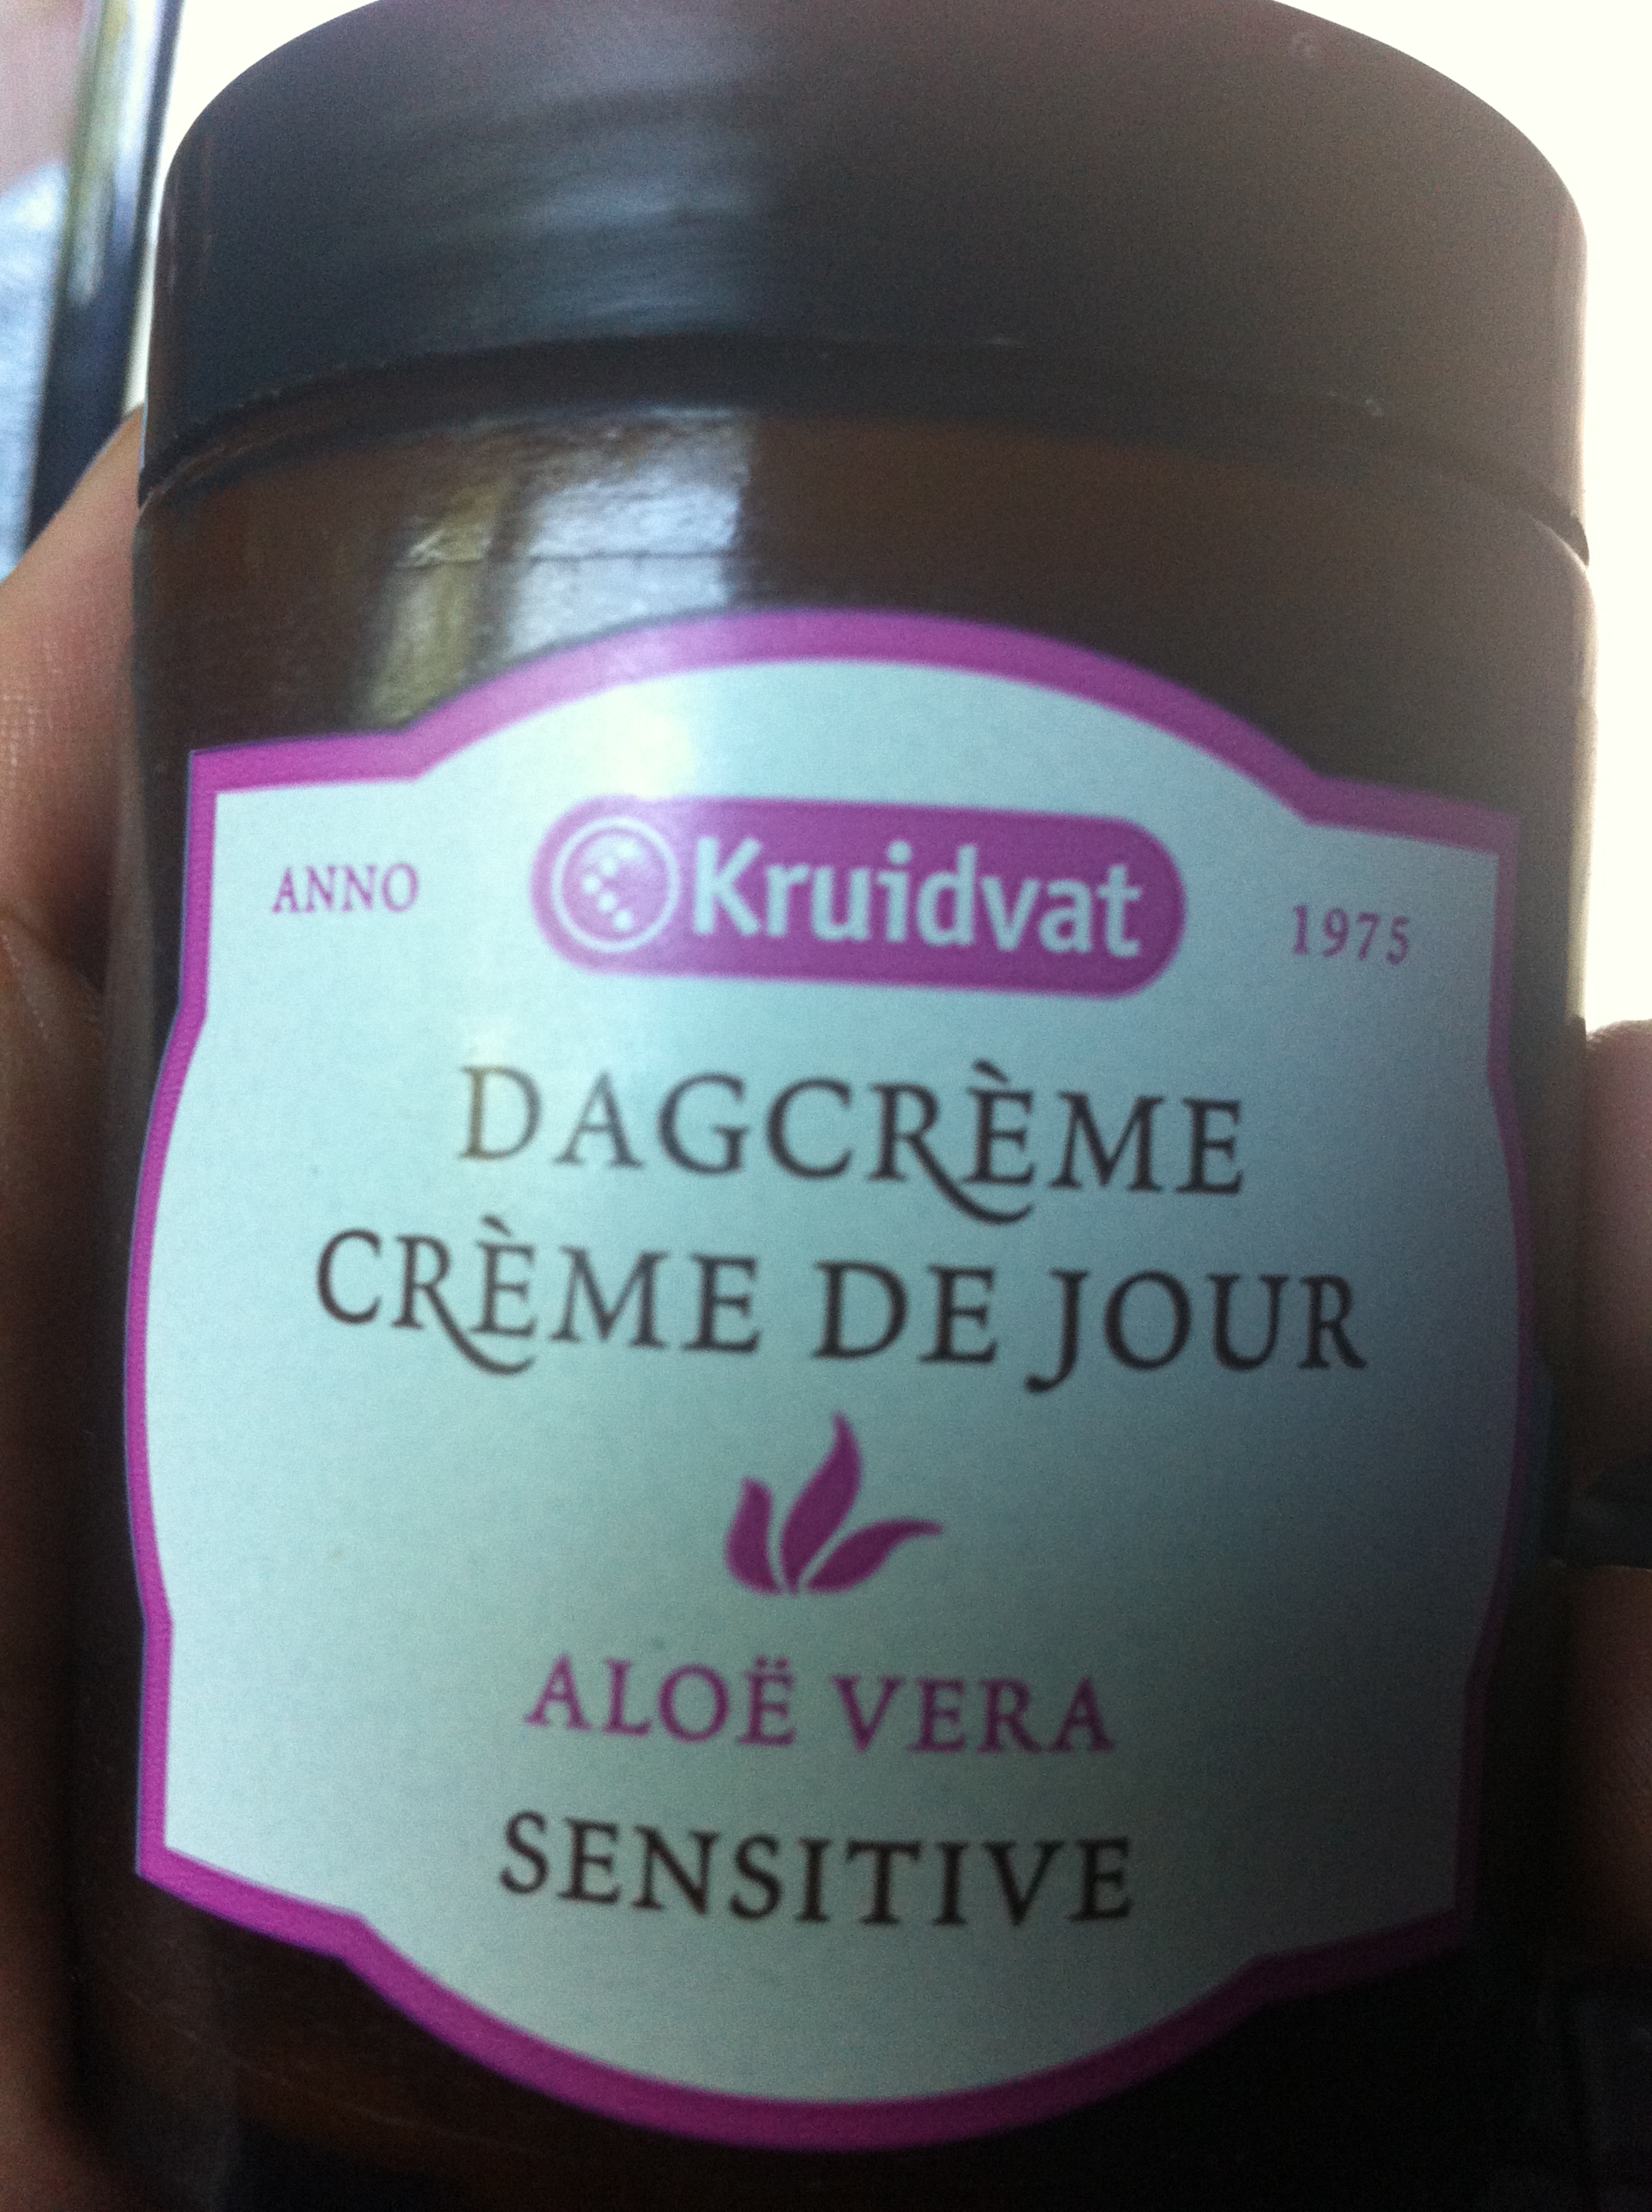 ANNO Kruidvat 1975
DAGCRÈME
CRÈME DE JOUR
ALOË VERA
SENSITIVE